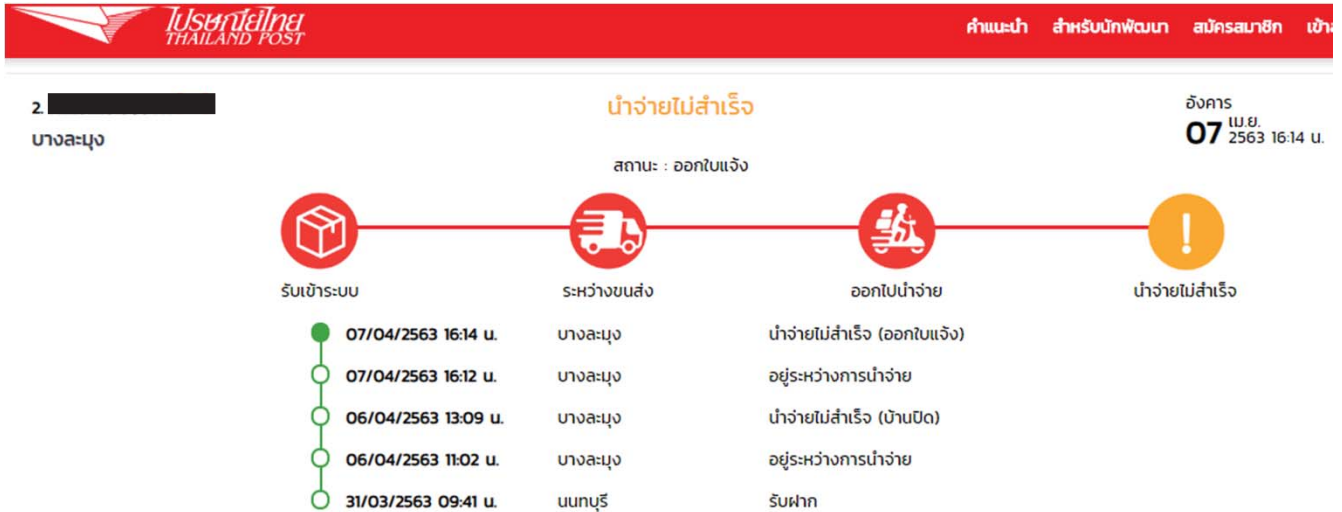 ไปรษณีย์ไทย
THAILAND POST
คำแนะนำ สำหรับนักพัฒนา สมัครสมาชิก
2.
บางละมุง
นำจ่ายไม่สำเร็จ
สถานะ : ออกใบแจ้ง
อังคาร
07 เม.ย.
2563 16:14 น.
รับเข้าระบบ ระหว่างขนส่ง ออกไปนำจ่าย นำจ่ายไม่สำเร็จ
07/04/2563 16:14 น. บางละมุง นำจ่ายไม่สำเร็จ (ออกใบแจ้ง)
07/04/2563 16:12 น. บางละมุง อยู่ระหว่างการนำจ่าย
06/04/2563 13:09 น. บางละมุง นำจ่ายไม่สำเร็จ (บ้านปิด)
06/04/2563 11:02 น. บางละมุง อยู่ระหว่างการนำจ่าย
31/03/2563 09:41 น. นนทบุรี รับฝาก